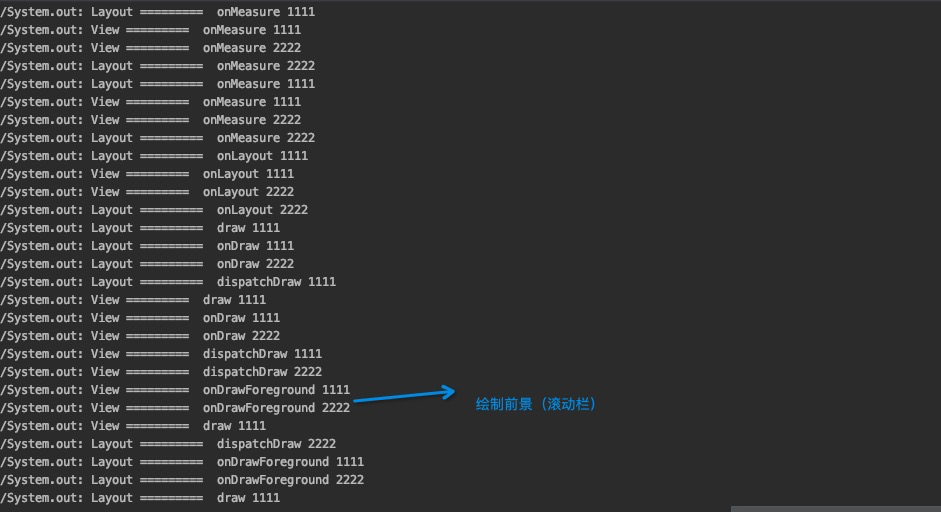 /System.out: Layout =========  onMeasure 1111
/System.out: View =========  onMeasure 1111
/System.out: View =========  onMeasure 2222
/System.out: Layout =========  onMeasure 2222
/System.out: Layout =========  onMeasure 1111
/System.out: View =========  onMeasure 1111
/System.out: View =========  onMeasure 2222
/System.out: Layout =========  onMeasure 2222
/System.out: Layout =========  onLayout 1111
/System.out: View =========  onLayout 1111
/System.out: View =========  onLayout 2222
/System.out: Layout =========  onLayout 2222
/System.out: Layout =========  draw 1111
/System.out: Layout =========  onDraw 1111
/System.out: Layout =========  onDraw 2222
/System.out: Layout =========  dispatchDraw 1111
/System.out: View =========  draw 1111
/System.out: View =========  onDraw 1111
/System.out: View =========  onDraw 2222
/System.out: View =========  dispatchDraw 1111
/System.out: View =========  dispatchDraw 2222
/System.out: View =========  onDrawForeground 1111
/System.out: View =========  onDrawForeground 2222
绘制前景（滚动栏）
/System.out: View =========  draw 1111
/System.out: Layout =========  dispatchDraw 2222
/System.out: Layout =========  onDrawForeground 1111
/System.out: Layout =========  onDrawForeground 2222
/System.out: Layout =========  draw 1111